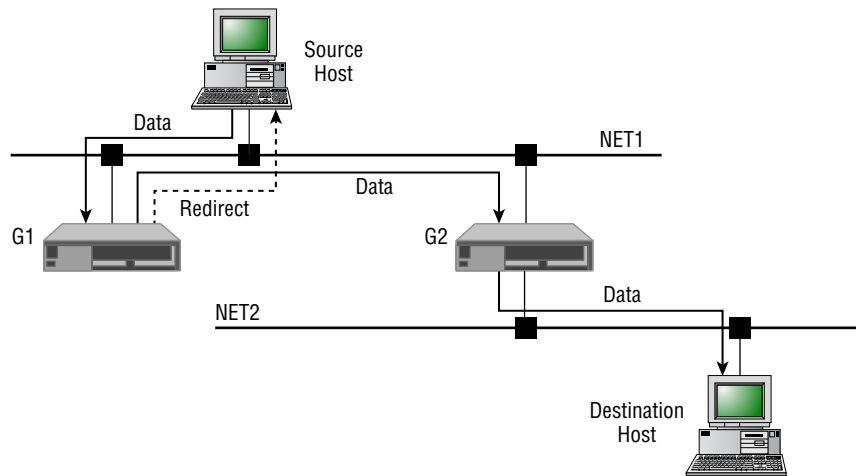 Source
Host
Data
NET1
Data
Redirect
G1
G2
Data
NET2
Destination
Host